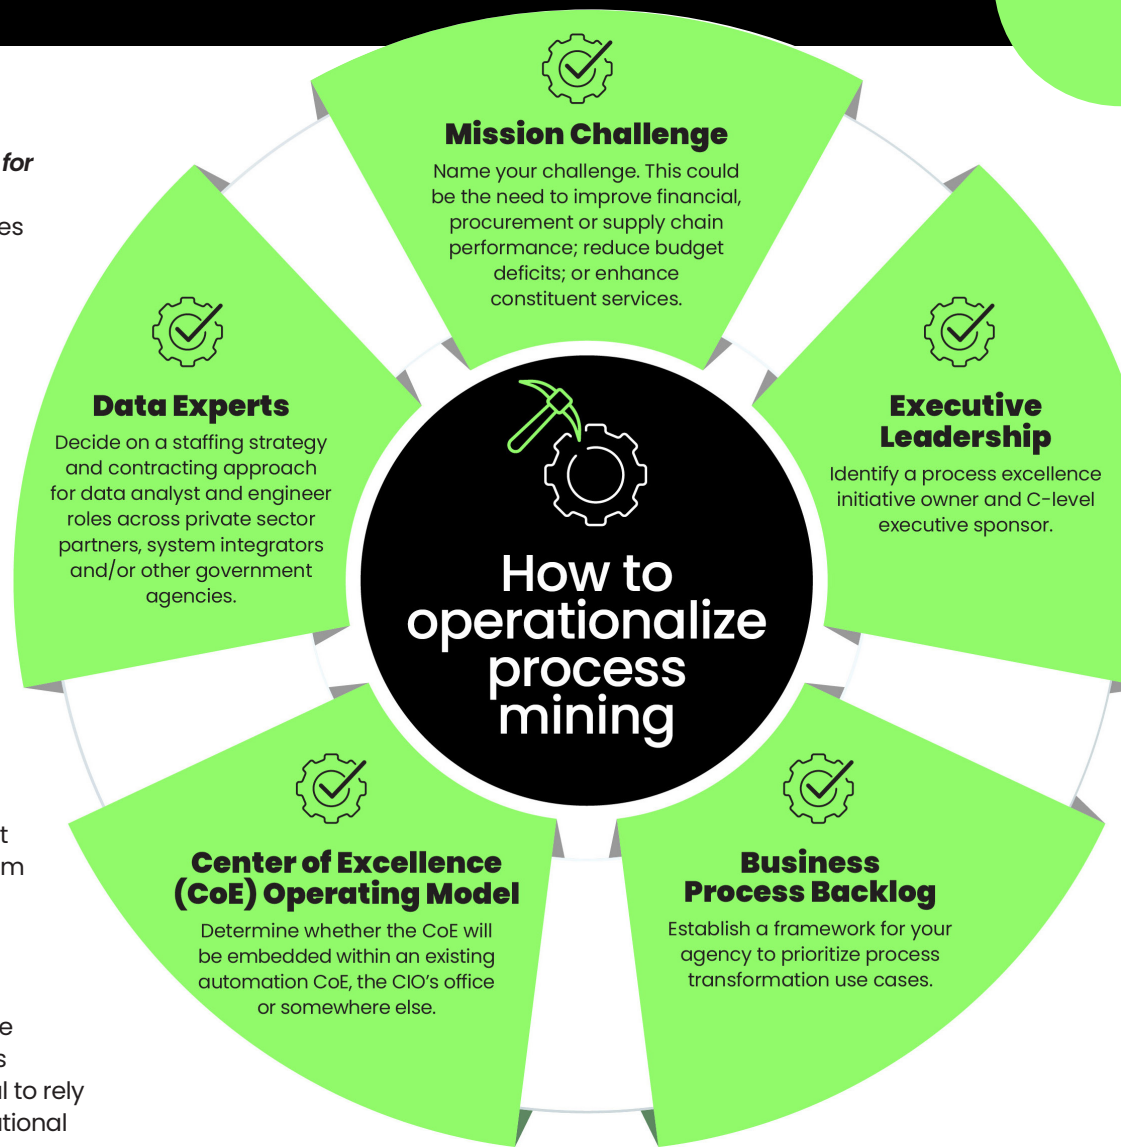 for
es
t
m
e
s
l to rely
ational
Mission Challenge
Name your challenge. This could
be the need to improve financial,
procurement or supply chain
performance; reduce budget
deficits; or enhance
constituent services.
Executive
Leadership
Identify a process excellence
initiative owner and C-level
executive sponsor.
Business
Process Backlog
Establish a framework for your
agency to prioritize process
transformation use cases.
Center of Excellence
(CoE) Operating Model
Determine whether the CoE will
be embedded within an existing
automation CoE, the CIO's office
or somewhere else.
Data Experts
Decide on a staffing strategy
and contracting approach
for data analyst and engineer
roles across private sector
partners, system integrators
and/or other government
agencies.
How to
operationalize
process
mining